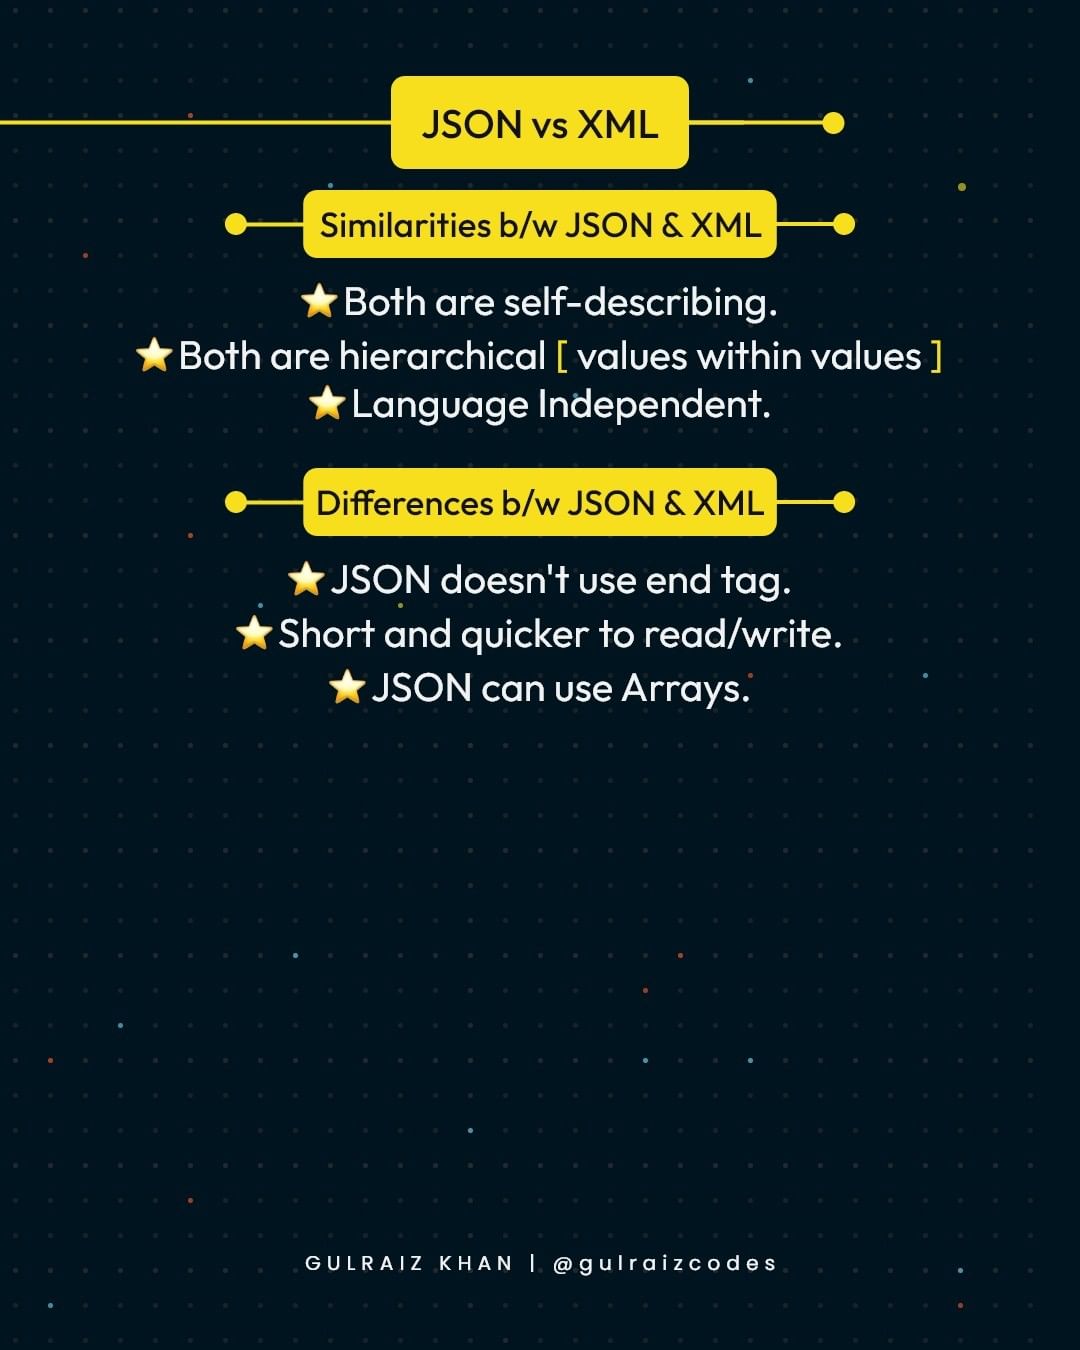 JSON vs XML
Similarities b/w JSON & XML
⭐Both are self-describing.
⭐Both are hierarchical [ values within values ]
⭐Language Independent.
Differences b/w JSON & XML
⭐JSON doesn't use end tag.
⭐Short and quicker to read/write.
⭐JSON can use Arrays.
GULRAIZ KHAN | @gulraizcodes